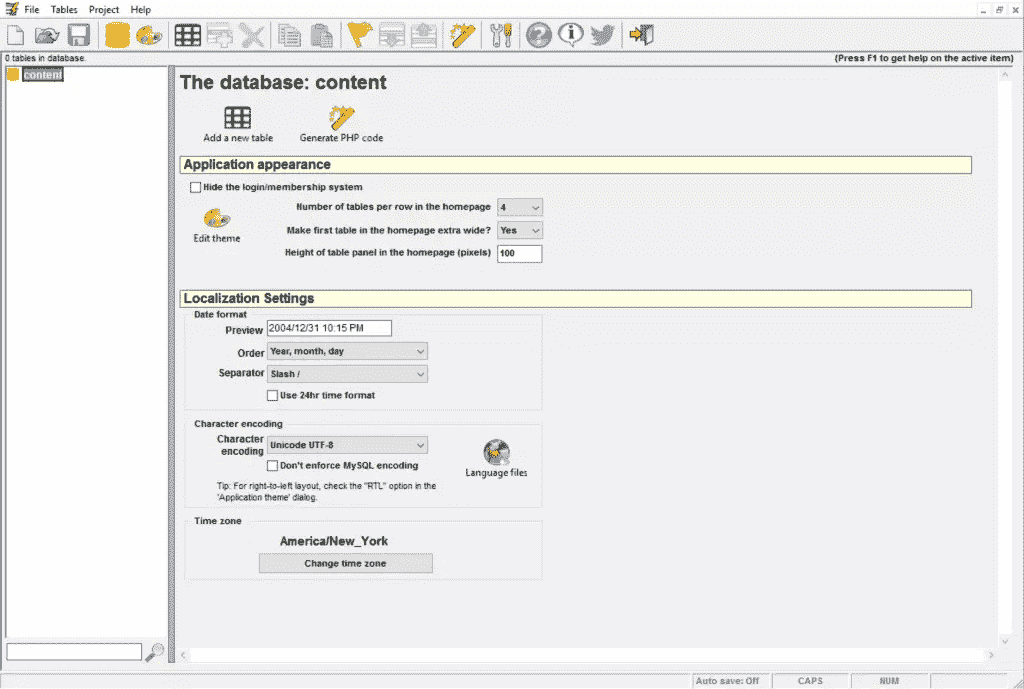 File Tables Project Help
0 tables in database.
(Press F1 to get help on the active item)
content
The database: content
Add a new table
Generate PHP code
Application appearance
Hide the login/membership system
Number of tables per row in the homepage 4
Edit theme
Make first table in the homepage extra wide? Yes
Height of table panel in the homepage (pixels) 100
Localization Settings
Date format
Preview 2004/12/31 10:15 PM
Order Year, month, day
Separator Slash /
Use 24hr time format
Character encoding
Character
encoding
Unicode UTF-8
Don't enforce MySQL encoding
Language files
Tip: For right-to-left layout, check the "RTL" option in the
'Application theme' dialog.
Time zone
America/New_York
Change time zone
Auto save: Off CAPS NUM